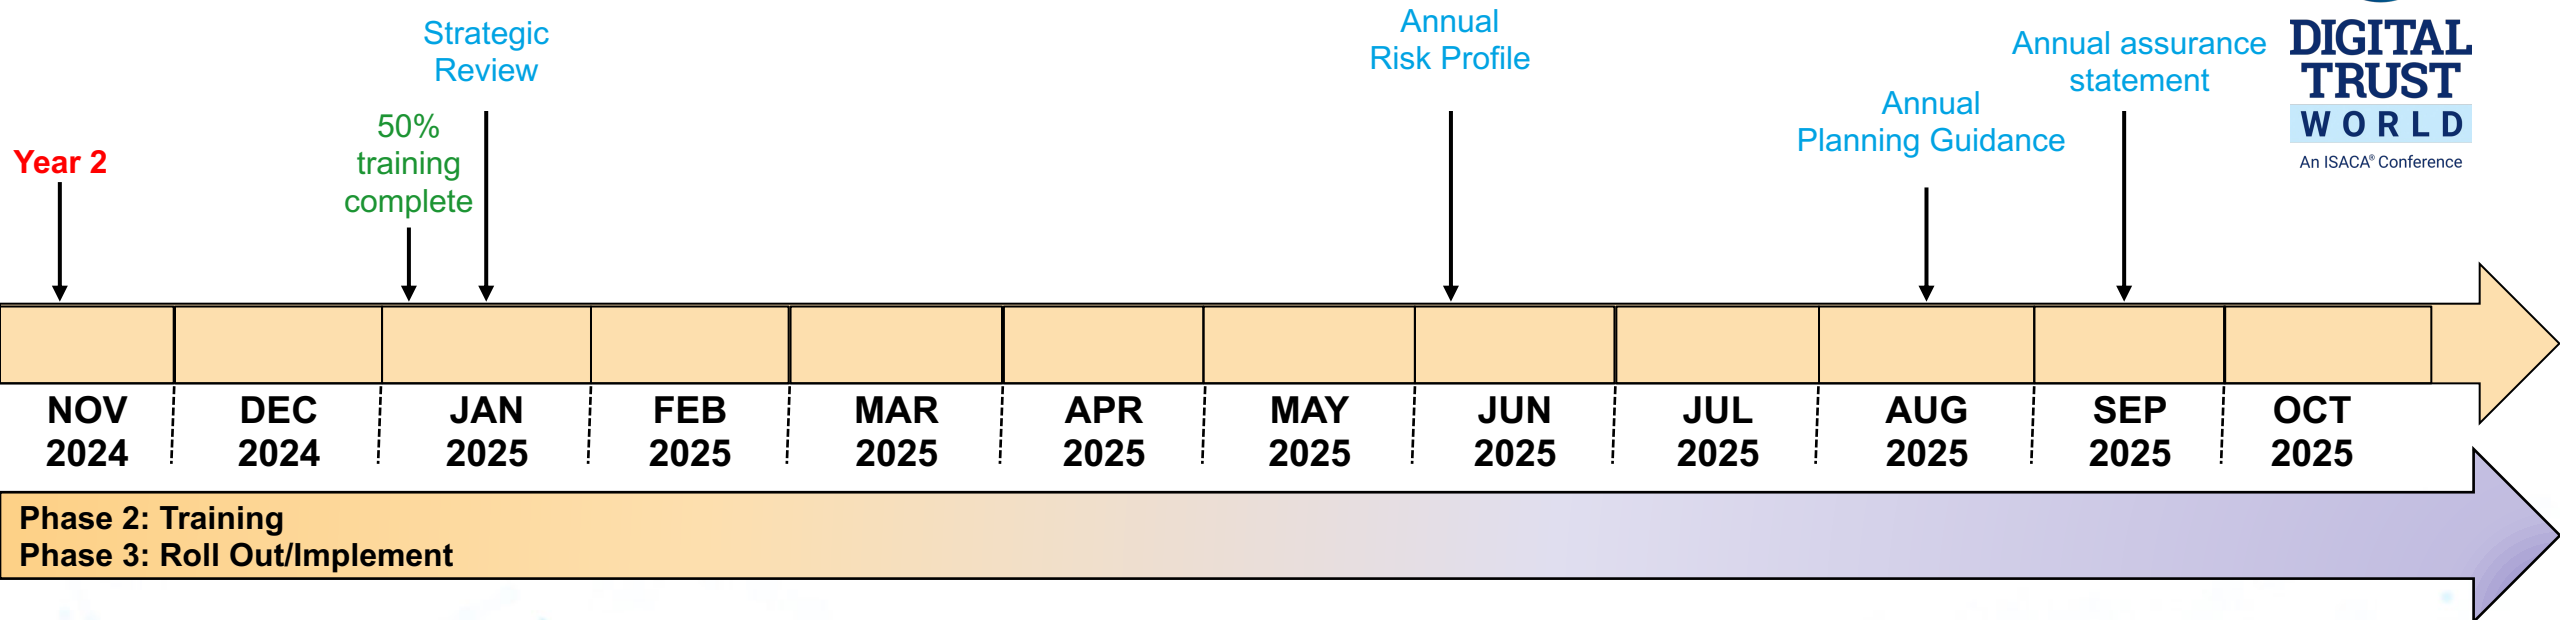 Strategic
Review
Annual
Risk Profile
Annual assurance
statement
DIGITAL
TRUST
WORLD
An ISACA® Conference
50%
training
complete
Year 2
Annual
Planning Guidance
NOV
2024
DEC
2024
JAN
2025
FEB
2025
MAR
2025
APR
2025
MAY
2025
JUN
2025
JUL
2025
AUG
2025
SEP
2025
OCT
2025
Phase 2: Training
Phase 3: Roll Out/Implement